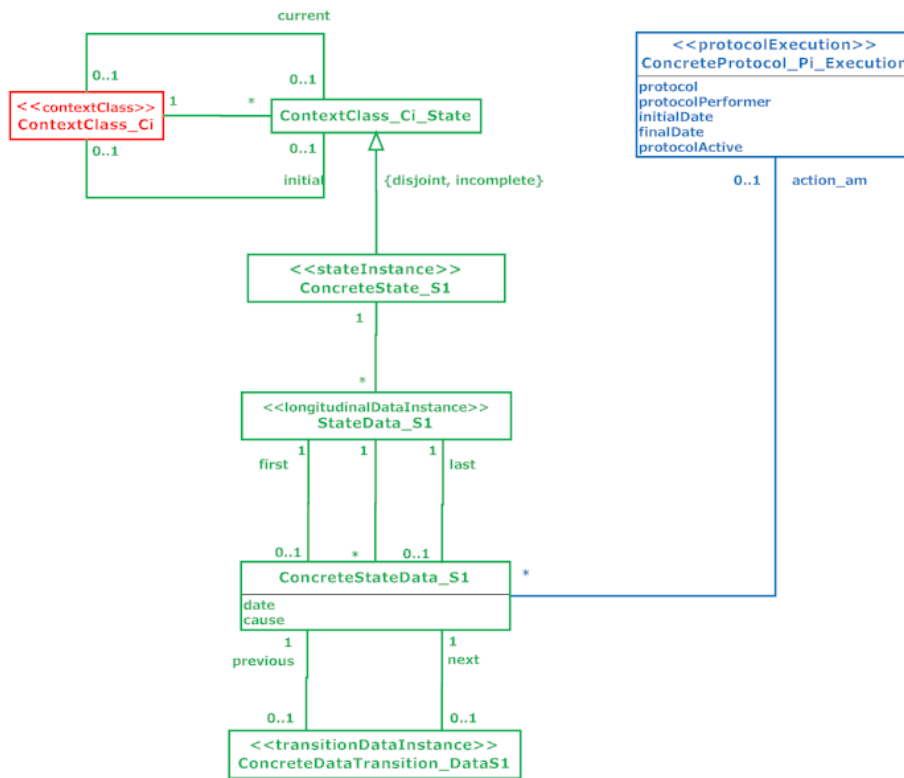 current
<<protocolExecution>>
ConcreteProtocol_Pi_Execution
0..1
0..1
protocol
protocolPerformer
initialDate
finalDate
protocolActive
<<contextClass>>
ContextClass_Ci
1
*
ContextClass_Ci_State
0..1
0..1
initial
{disjoint, incomplete}
0..1
action_am
<<stateInstance>>
ConcreteState_S1
1
*
<<longitudinalDataInstance>>
StateData_S1
1
1
1
first
last
0..1
*
0..1
ConcreteStateData_S1
*
date
cause
1
1
previous
next
0..1
0..1
<<transitionDataInstance>>
ConcreteDataTransition_DataS1